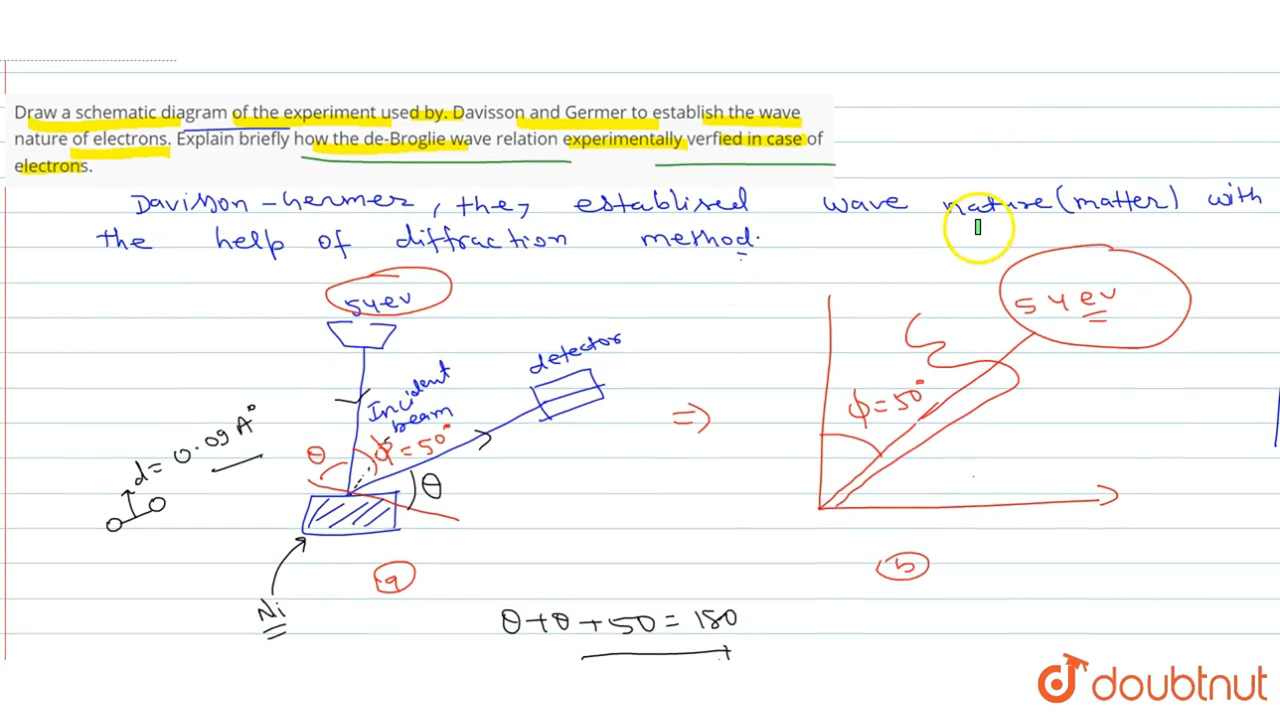 Draw a schematic diagram of the experiment used by. Davisson and Germer to establish the wave
nature of electrons. Explain briefly how the de-Broglie wave relation experimentally verfied in case of
electrons.
Davisson-Germer, they establised wave nature (matter) with
the help of diffraction method.
54ev
54 ev
detector
Incident
beam
d= 0.09 A°
θ
ϕ=50°
θ
=>
ϕ=50°
a
b
Ni
θ+θ+50=180
doubtnut